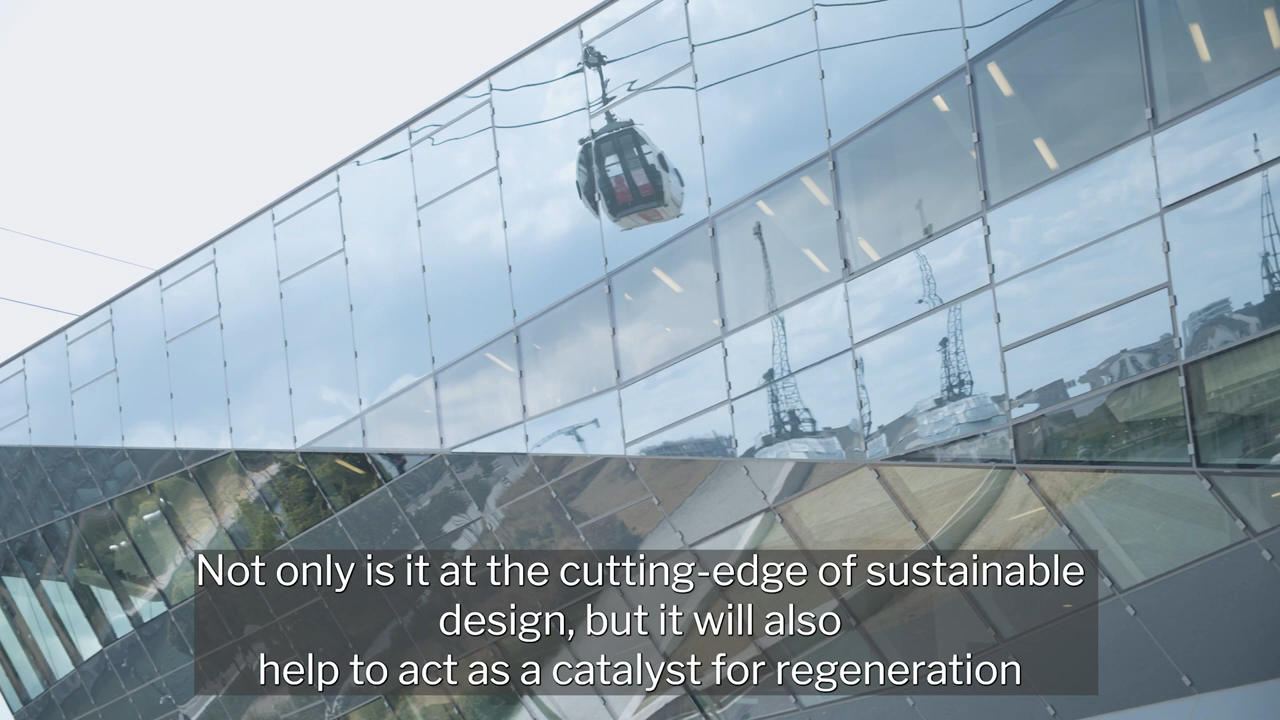 Not only is it at the cutting-edge of sustainable
design, but it will also
help to act as a catalyst for regeneration